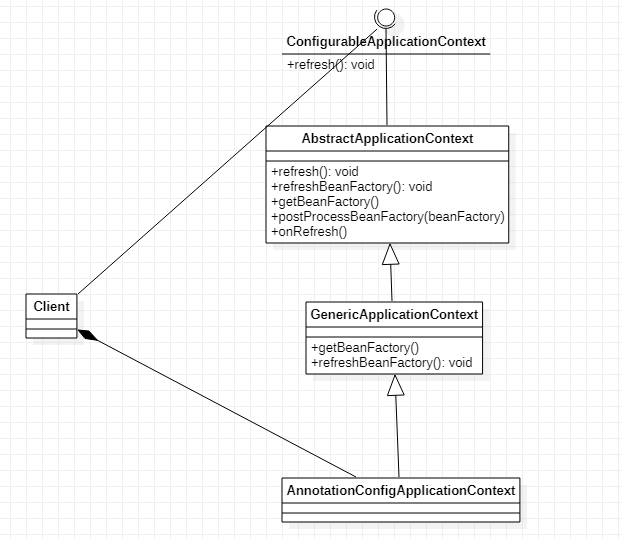 ConfigurableApplicationContext
+refresh(): void
AbstractApplicationContext
+refresh(): void
+refreshBeanFactory(): void
+getBeanFactory()
+postProcessBeanFactory(beanFactory)
+onRefresh()
Client
GenericApplicationContext
+getBeanFactory()
+refreshBeanFactory(): void
AnnotationConfigApplicationContext